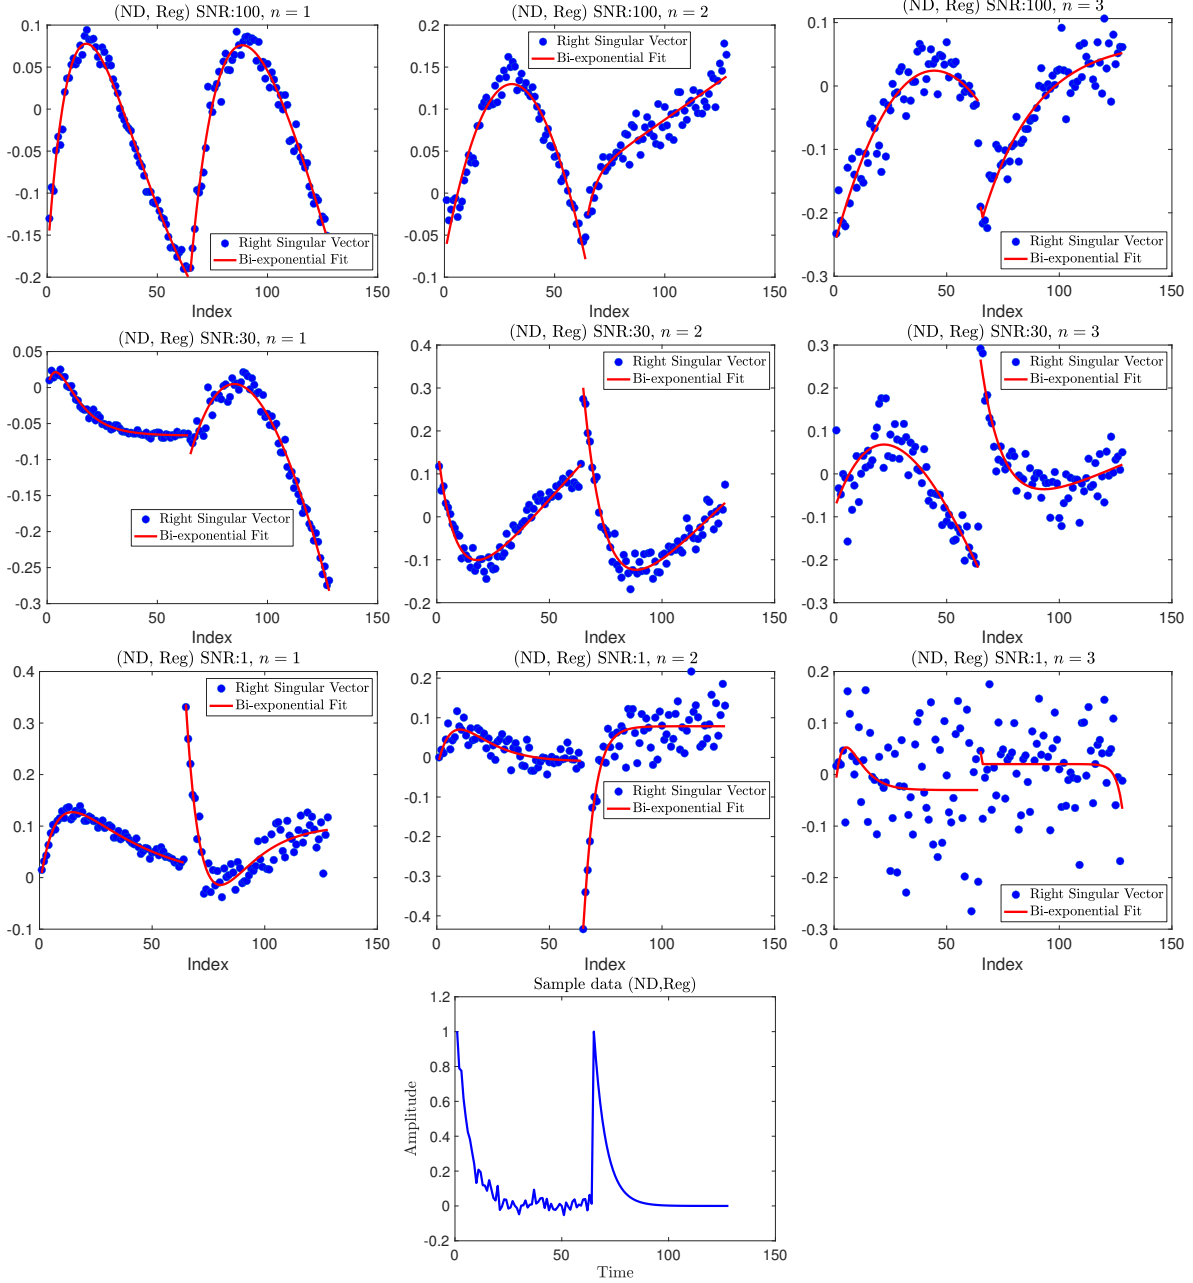 (ND, Reg) SNR:100, n = 1
0.1
0.05
0
-0.05
-0.1
-0.15
-0.2
0 50 100 150
Index
Right Singular Vector
Bi-exponential Fit
(ND, Reg) SNR:100, n = 2
0.2
0.15
0.1
0.05
0
-0.05
-0.1
0 50 100 150
Index
Right Singular Vector
Bi-exponential Fit
(ND, Reg) SNR:100, n = 3
0.1
0
-0.1
-0.2
-0.3
0 50 100 150
Index
Right Singular Vector
Bi-exponential Fit
(ND, Reg) SNR:30, n = 1
0.05
0
-0.05
-0.1
-0.15
-0.2
-0.25
-0.3
0 50 100 150
Index
Right Singular Vector
Bi-exponential Fit
(ND, Reg) SNR:30, n = 2
0.4
0.3
0.2
0.1
0
-0.1
-0.2
0 50 100 150
Index
Right Singular Vector
Bi-exponential Fit
(ND, Reg) SNR:30, n = 3
0.3
0.2
0.1
0
-0.1
-0.2
-0.3
0 50 100 150
Index
Right Singular Vector
Bi-exponential Fit
(ND, Reg) SNR:1, n = 1
0.4
0.3
0.2
0.1
0
-0.1
0 50 100 150
Index
Right Singular Vector
Bi-exponential Fit
(ND, Reg) SNR:1, n = 2
0.2
0.1
0
-0.1
-0.2
-0.3
-0.4
0 50 100 150
Index
Right Singular Vector
Bi-exponential Fit
(ND, Reg) SNR:1, n = 3
0.2
0.1
0
-0.1
-0.2
-0.3
0 50 100 150
Index
Right Singular Vector
Bi-exponential Fit
Sample data (ND,Reg)
1.2
1
0.8
0.6
0.4
0.2
0
-0.2
Amplitude
0 50 100 150
Time